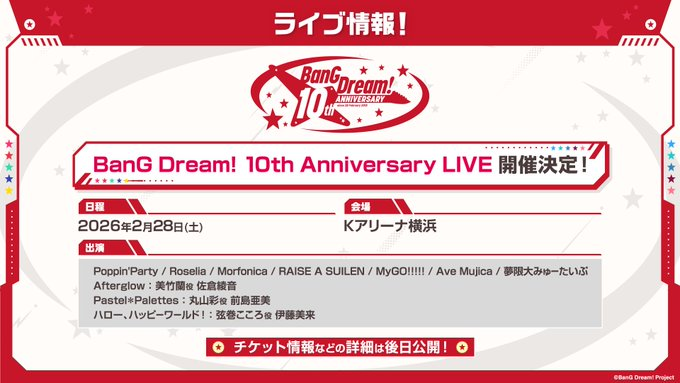 ライブ情報!
BanG Dream!
10th ANNIVERSARY
BanG Dream! 10th Anniversary LIVE 開催決定!
日程
2026年2月28日(土)
会場
Kアリーナ横浜
出演
Poppin'Party / Roselia / Morfonica / RAISE A SUILEN / MyGO!!!!! / Ave Mujica / 夢限大みゅーたいぷ
Afterglow:美竹蘭役 佐倉綾音
Pastel*Palettes:丸山彩役 前島亜美
ハロー、ハッピーワールド!:弦巻こころ役 伊藤美来
チケット情報などの詳細は後日公開!
©BanG Dream! Project